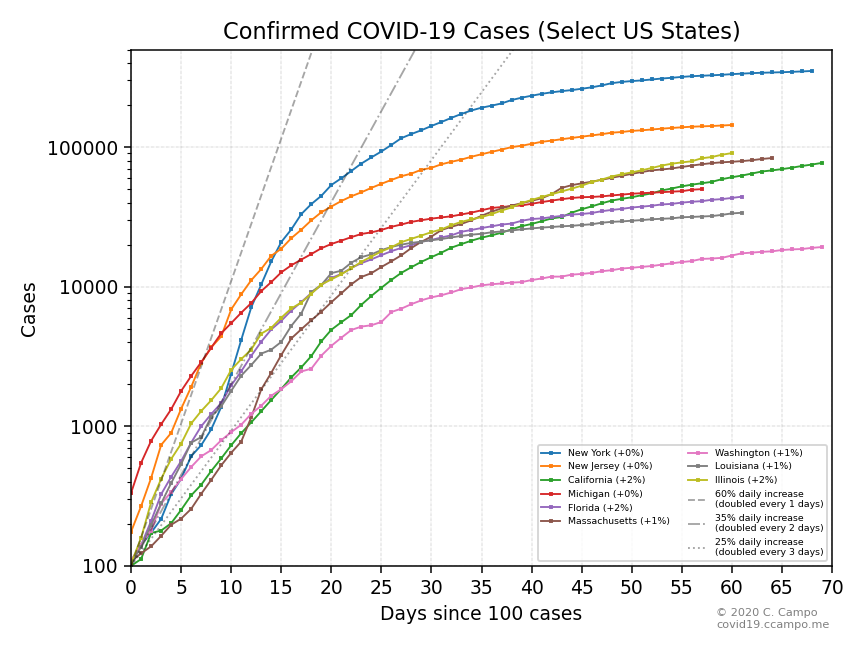 Confirmed COVID-19 Cases (Select US States)
Cases
100000
10000
1000
100
0 5 10 15 20 25 30 35 40 45 50 55 60 65 70
Days since 100 cases
New York (+0%)
New Jersey (+0%)
California (+2%)
Michigan (+0%)
Florida (+2%)
Massachusetts (+1%)
Washington (+1%)
Louisiana (+1%)
Illinois (+2%)
60% daily increase
(doubled every 1 days)
35% daily increase
(doubled every 2 days)
25% daily increase
(doubled every 3 days)
© 2020 C. Campo
covid19.ccampo.me